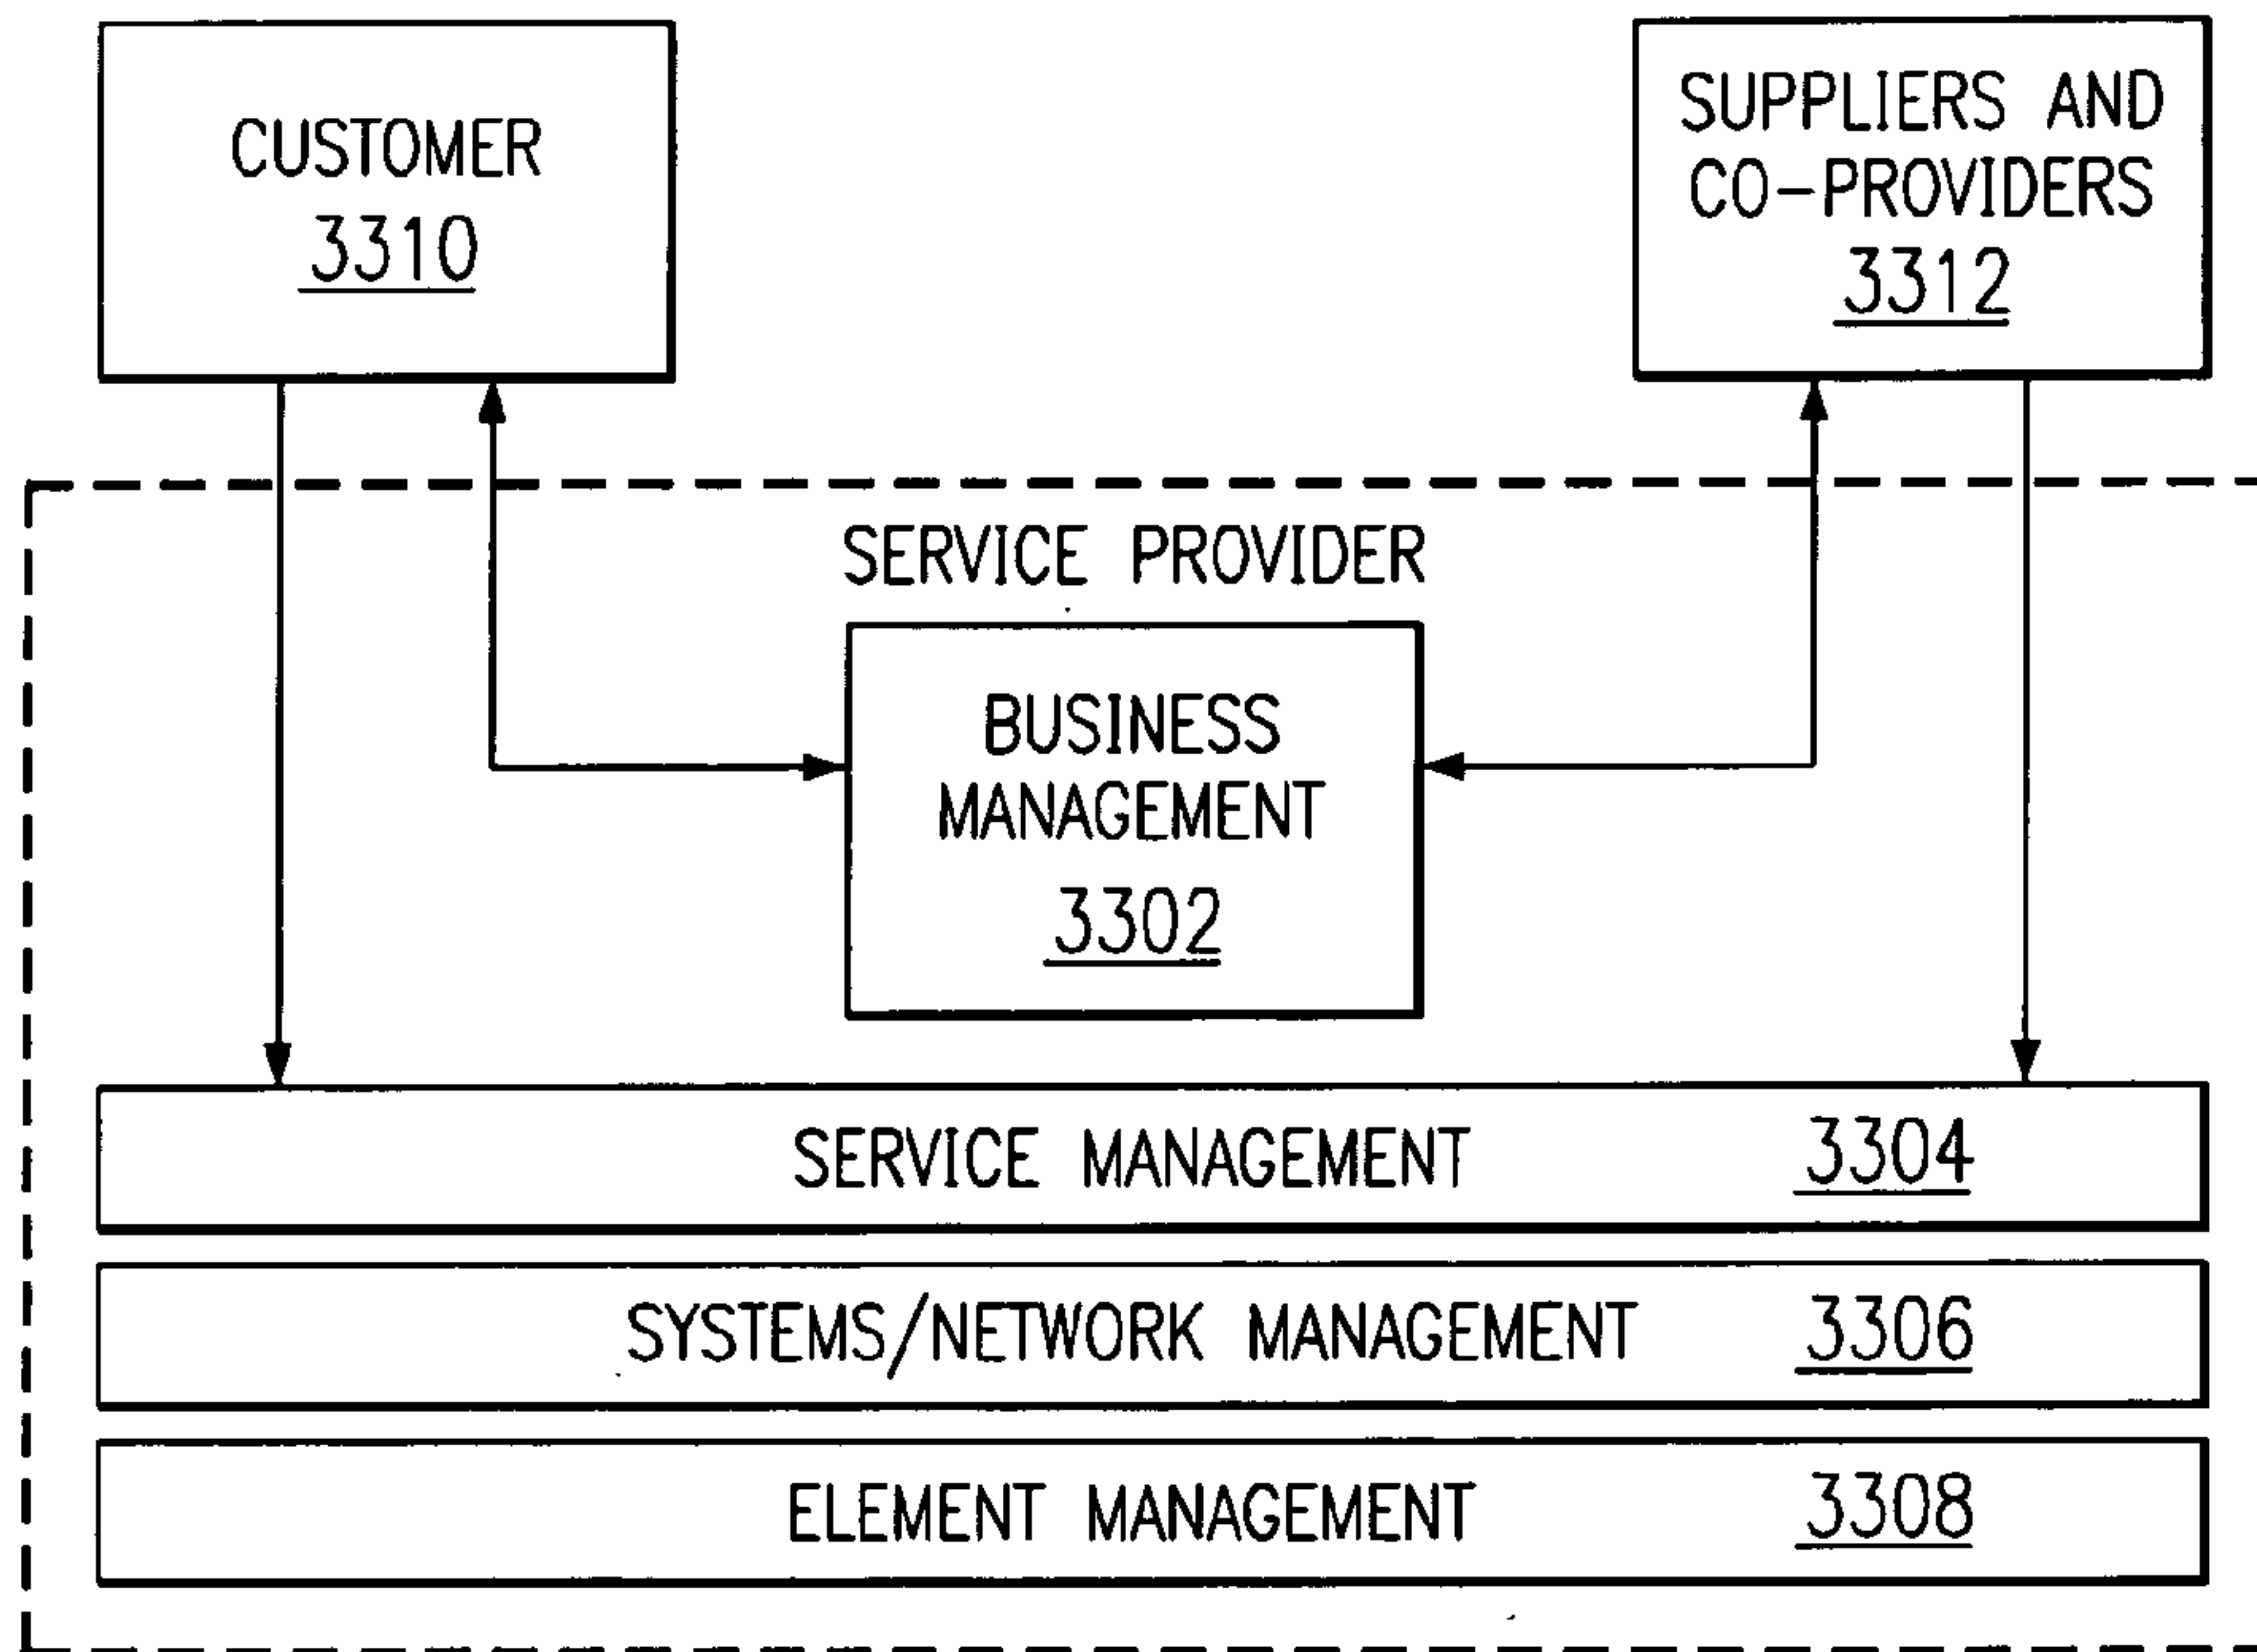 CUSTOMER
3310
SUPPLIERS AND
CO-PROVIDERS
3312
SERVICE PROVIDER
BUSINESS
MANAGEMENT
3302
SERVICE MANAGEMENT 3304
SYSTEMS/NETWORK MANAGEMENT 3306
ELEMENT MANAGEMENT 3308